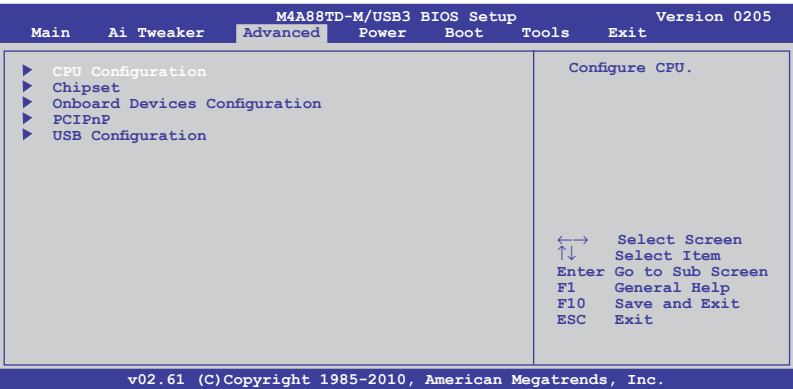 M4A88TD-M/USB3 BIOS Setup Version 0205
Main Ai Tweaker Advanced Power Boot Tools Exit
CPU Configuration
Chipset
Onboard Devices Configuration
PCIPnP
USB Configuration
Configure CPU.
←→ Select Screen
↑↓ Select Item
Enter Go to Sub Screen
F1 General Help
F10 Save and Exit
ESC Exit
v02.61 (C)Copyright 1985-2010, American Megatrends, Inc.